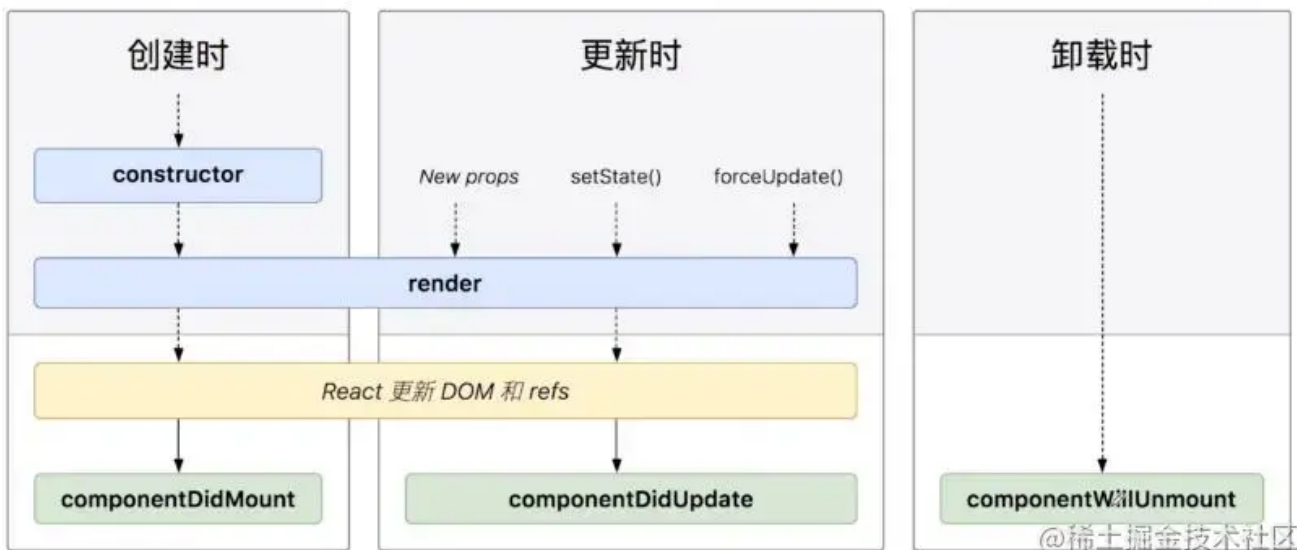 创建时
更新时
卸载时
constructor
New props
setState()
forceUpdate()
render
React 更新 DOM 和 refs
componentDidMount
componentDidUpdate
componentWillUnmount
@稀土掘金技术社区